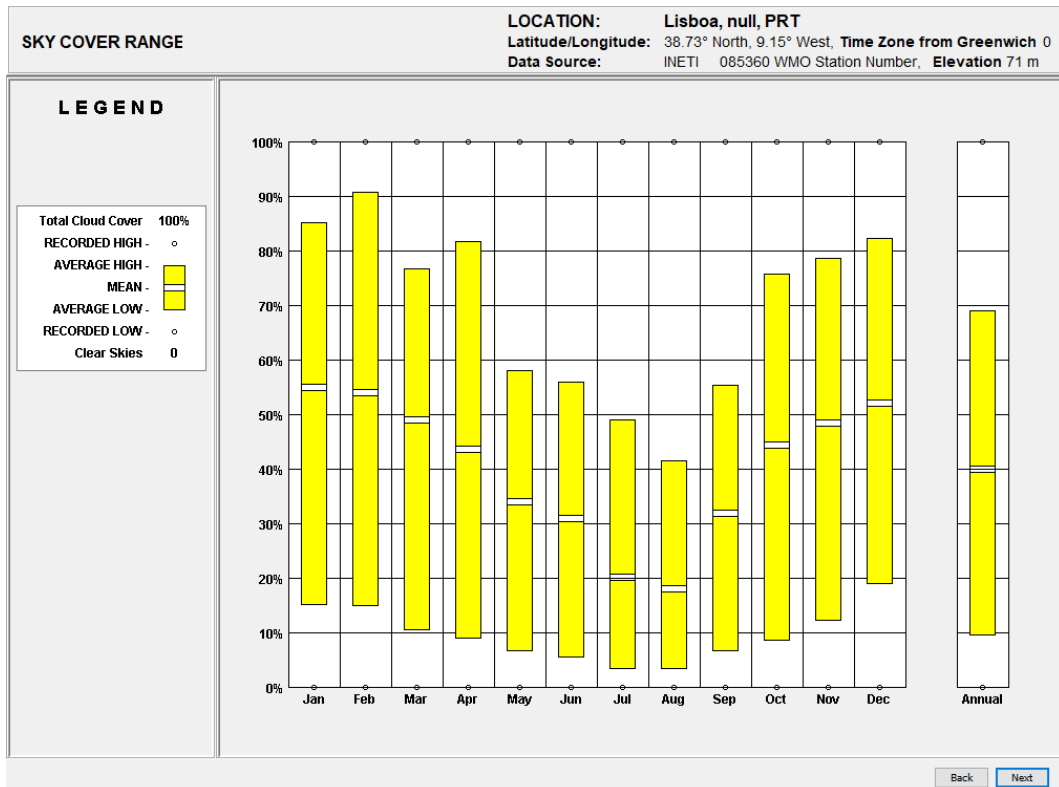 SKY COVER RANGE
LOCATION: Lisboa, null, PRT
Latitude/Longitude: 38.73° North, 9.15° West, Time Zone from Greenwich 0
Data Source: INETI 085360 WMO Station Number, Elevation 71 m
LEGEND
Total Cloud Cover 100%
RECORDED HIGH -
AVERAGE HIGH -
MEAN -
AVERAGE LOW -
RECORDED LOW -
Clear Skies 0
100%
90%
80%
70%
60%
50%
40%
30%
20%
10%
0%
Jan Feb Mar Apr May Jun Jul Aug Sep Oct Nov Dec Annual
Back Next